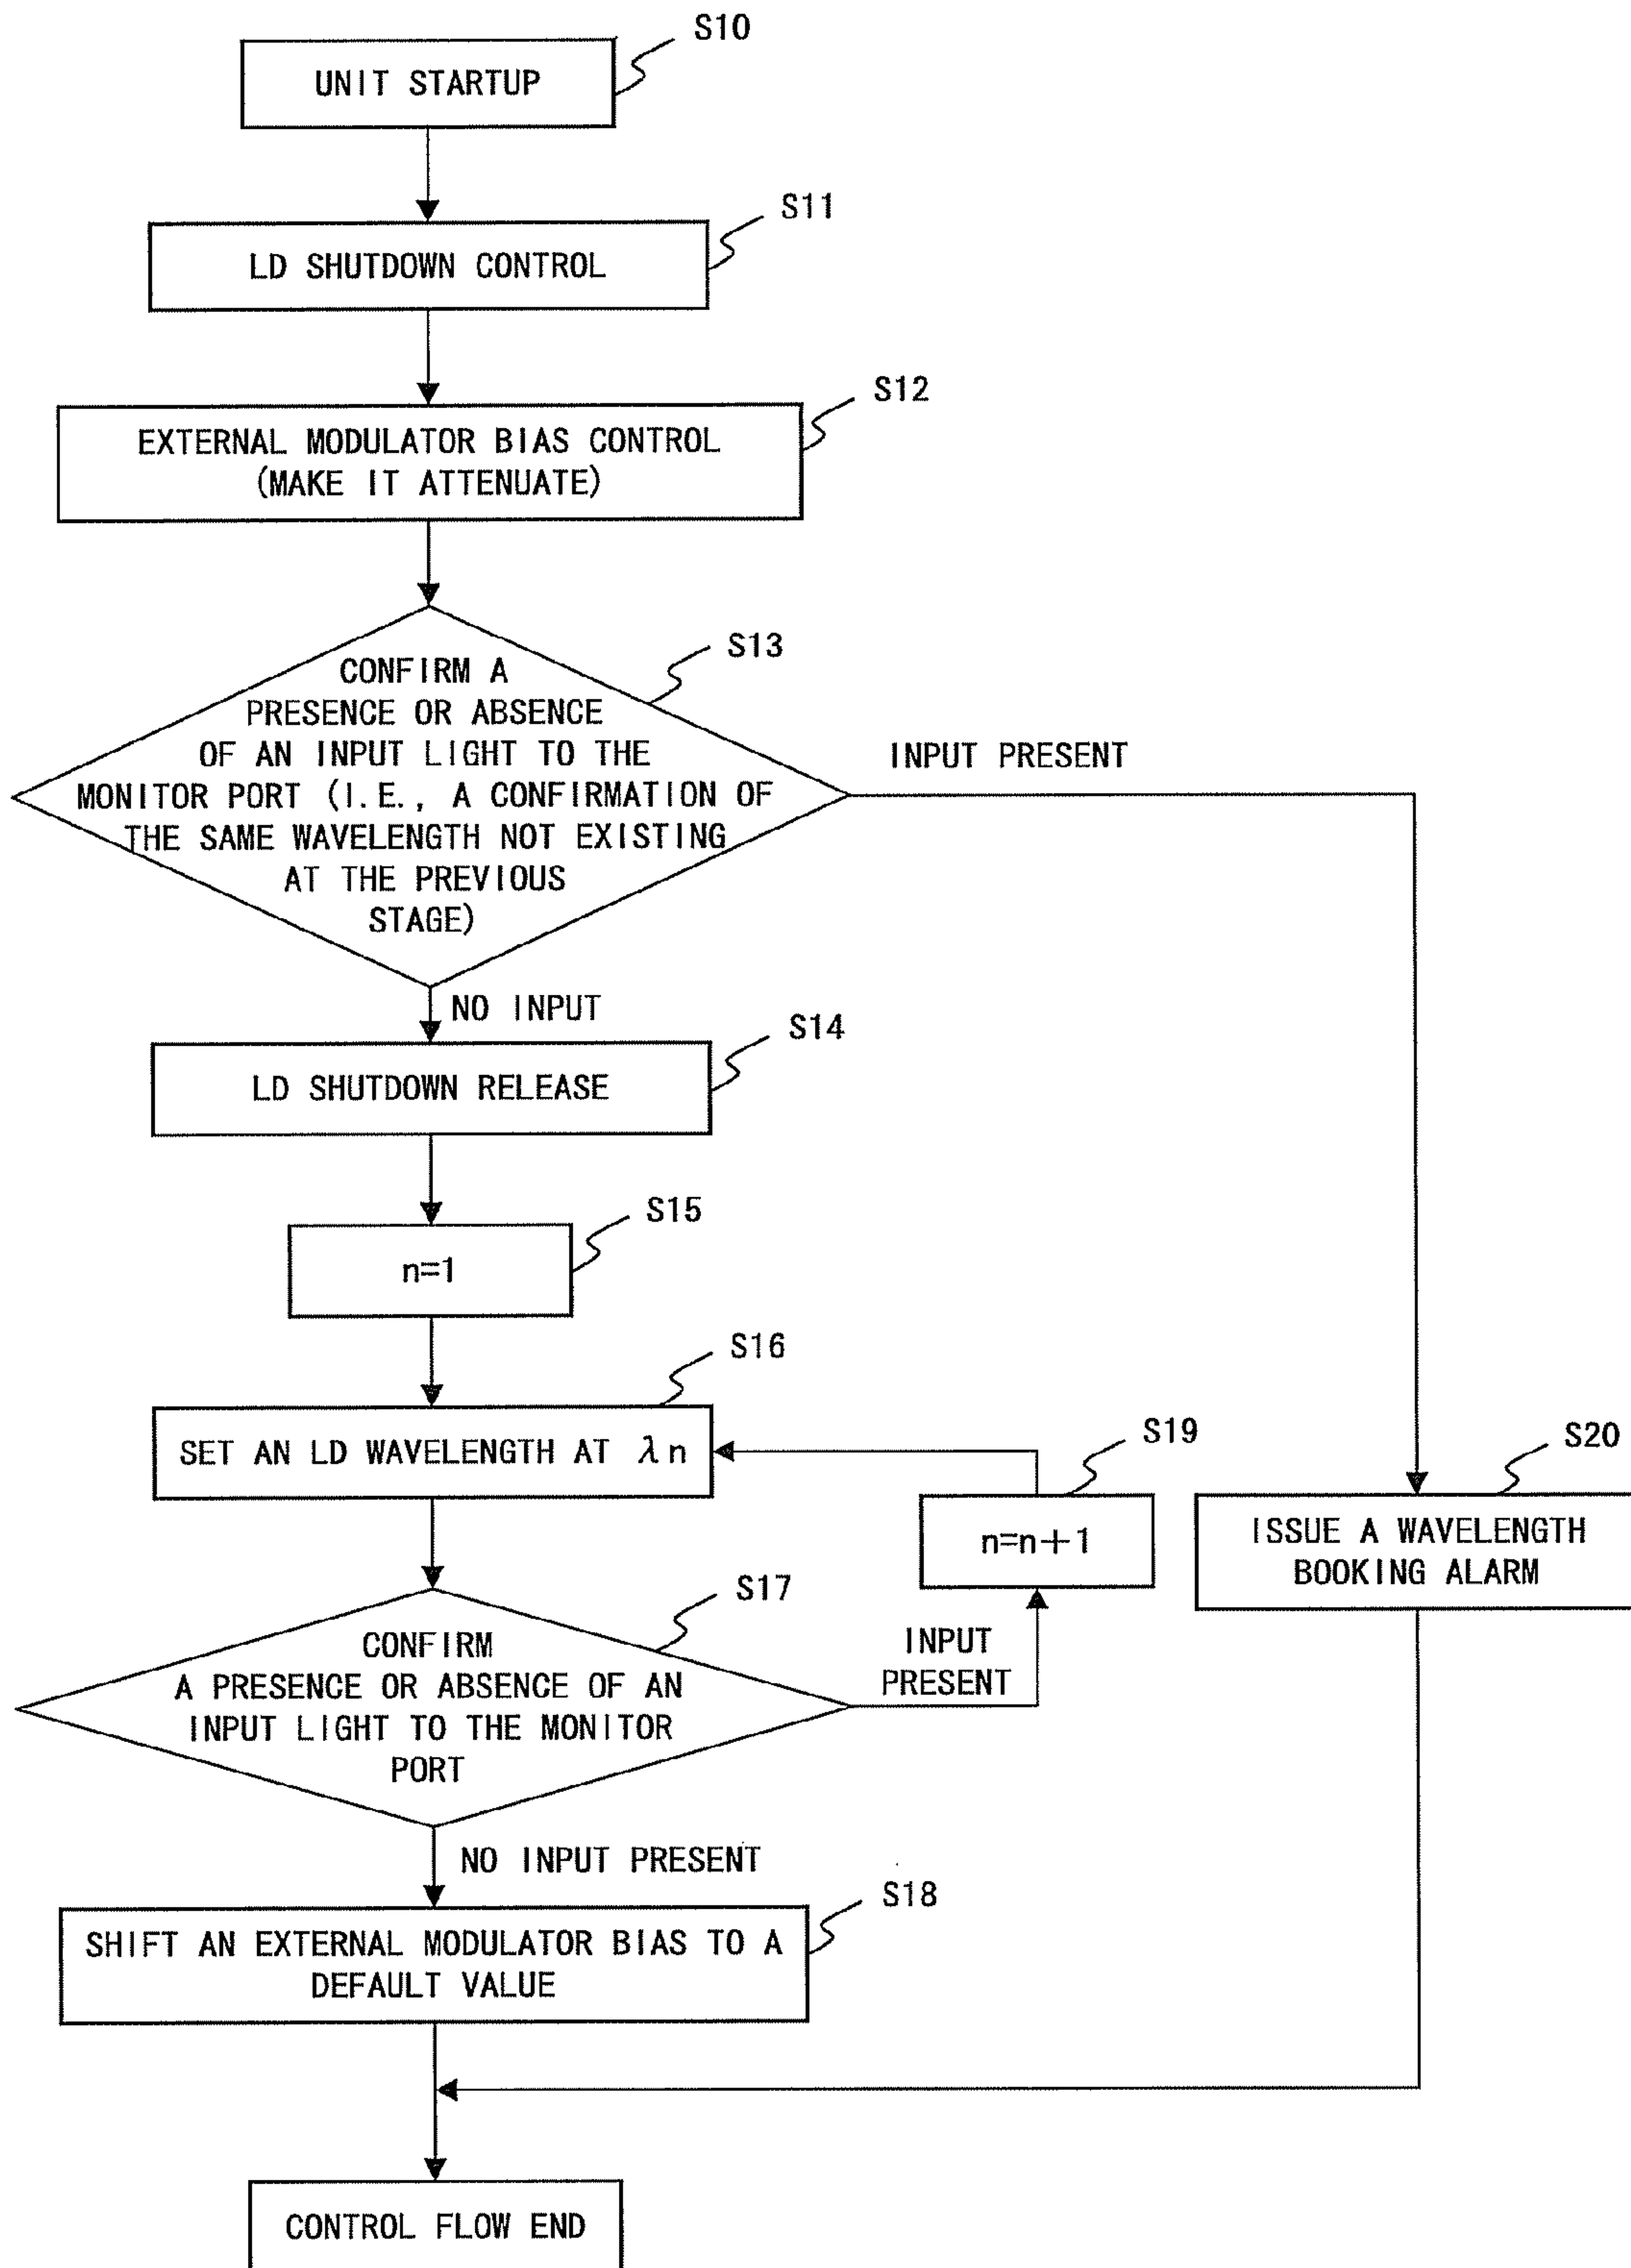 S10
UNIT STARTUP
S11
LD SHUTDOWN CONTROL
S12
EXTERNAL MODULATOR BIAS CONTROL
(MAKE IT ATTENUATE)
S13
CONFIRM A
PRESENCE OR ABSENCE
OF AN INPUT LIGHT TO THE
MONITOR PORT (I.E., A CONFIRMATION OF
THE SAME WAVELENGTH NOT EXISTING
AT THE PREVIOUS
STAGE)
INPUT PRESENT
NO INPUT
S14
LD SHUTDOWN RELEASE
S15
n=1
S16
SET AN LD WAVELENGTH AT λn
S19
n=n+1
S20
ISSUE A WAVELENGTH
BOOKING ALARM
S17
CONFIRM
A PRESENCE OR ABSENCE OF AN
INPUT LIGHT TO THE MONITOR
PORT
INPUT
PRESENT
NO INPUT PRESENT
S18
SHIFT AN EXTERNAL MODULATOR BIAS TO A
DEFAULT VALUE
CONTROL FLOW END